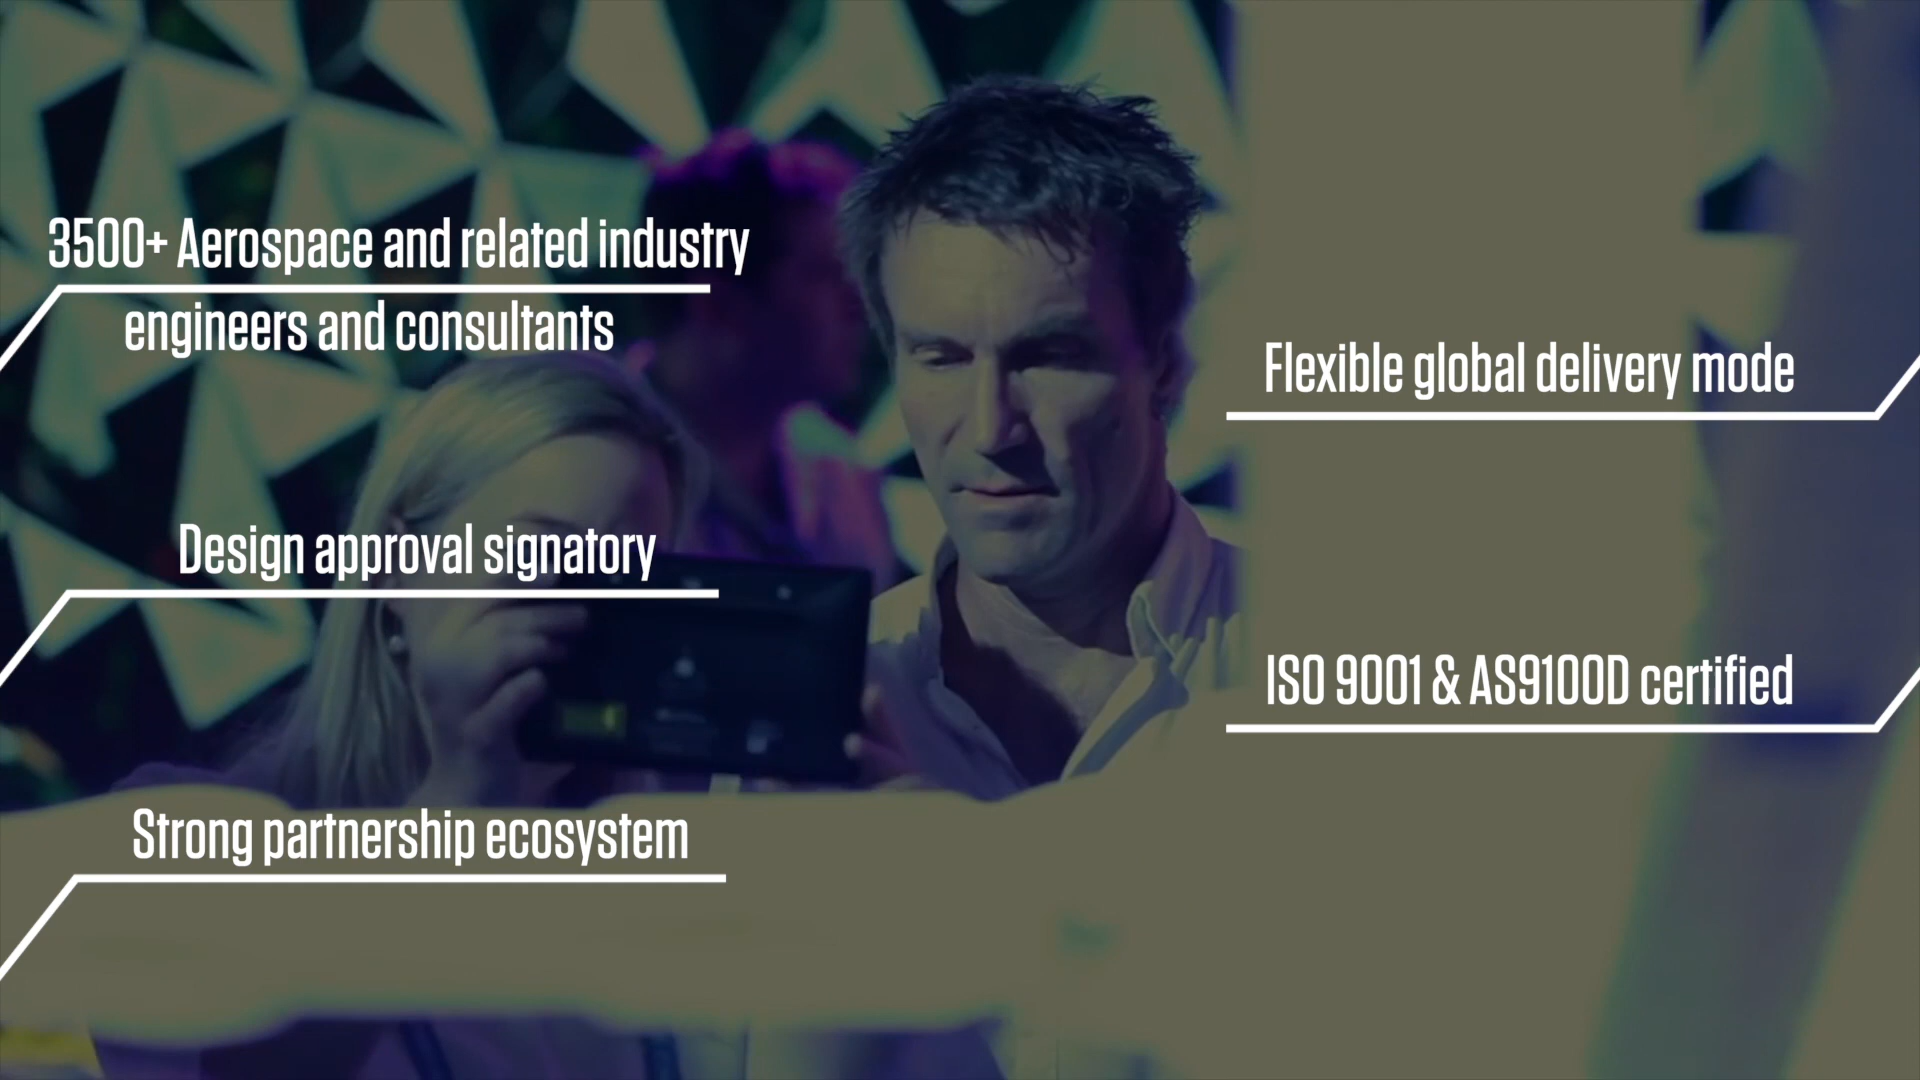 3500+ Aerospace and related industry
engineers and consultants
Design approval signatory
Strong partnership ecosystem
Flexible global delivery mode
ISO 9001 & AS9100D certified